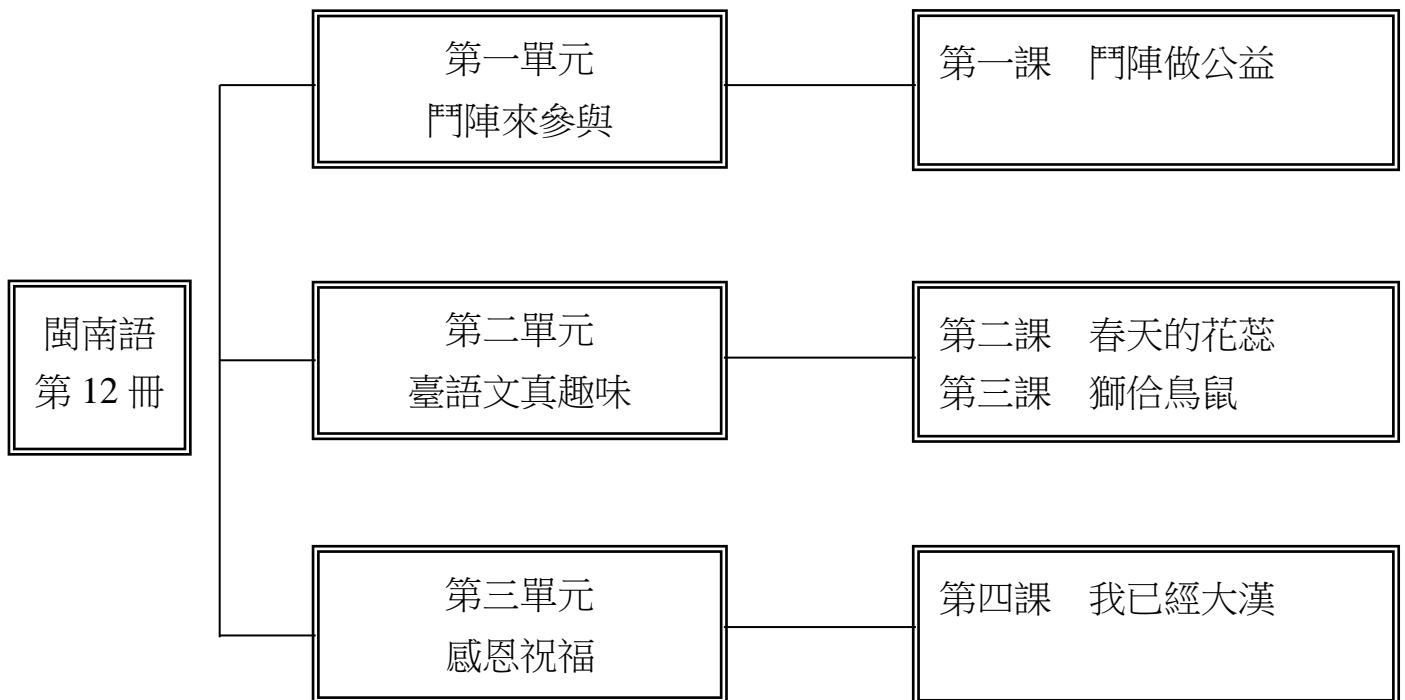 閩南語
第 12 冊
第一單元
鬥陣來參與
第一課 鬥陣做公益
第二單元
臺語文真趣味
第二課 春天的花蕊
第三課 獅佮鳥鼠
第三單元
感恩祝福
第四課 我已經大漢